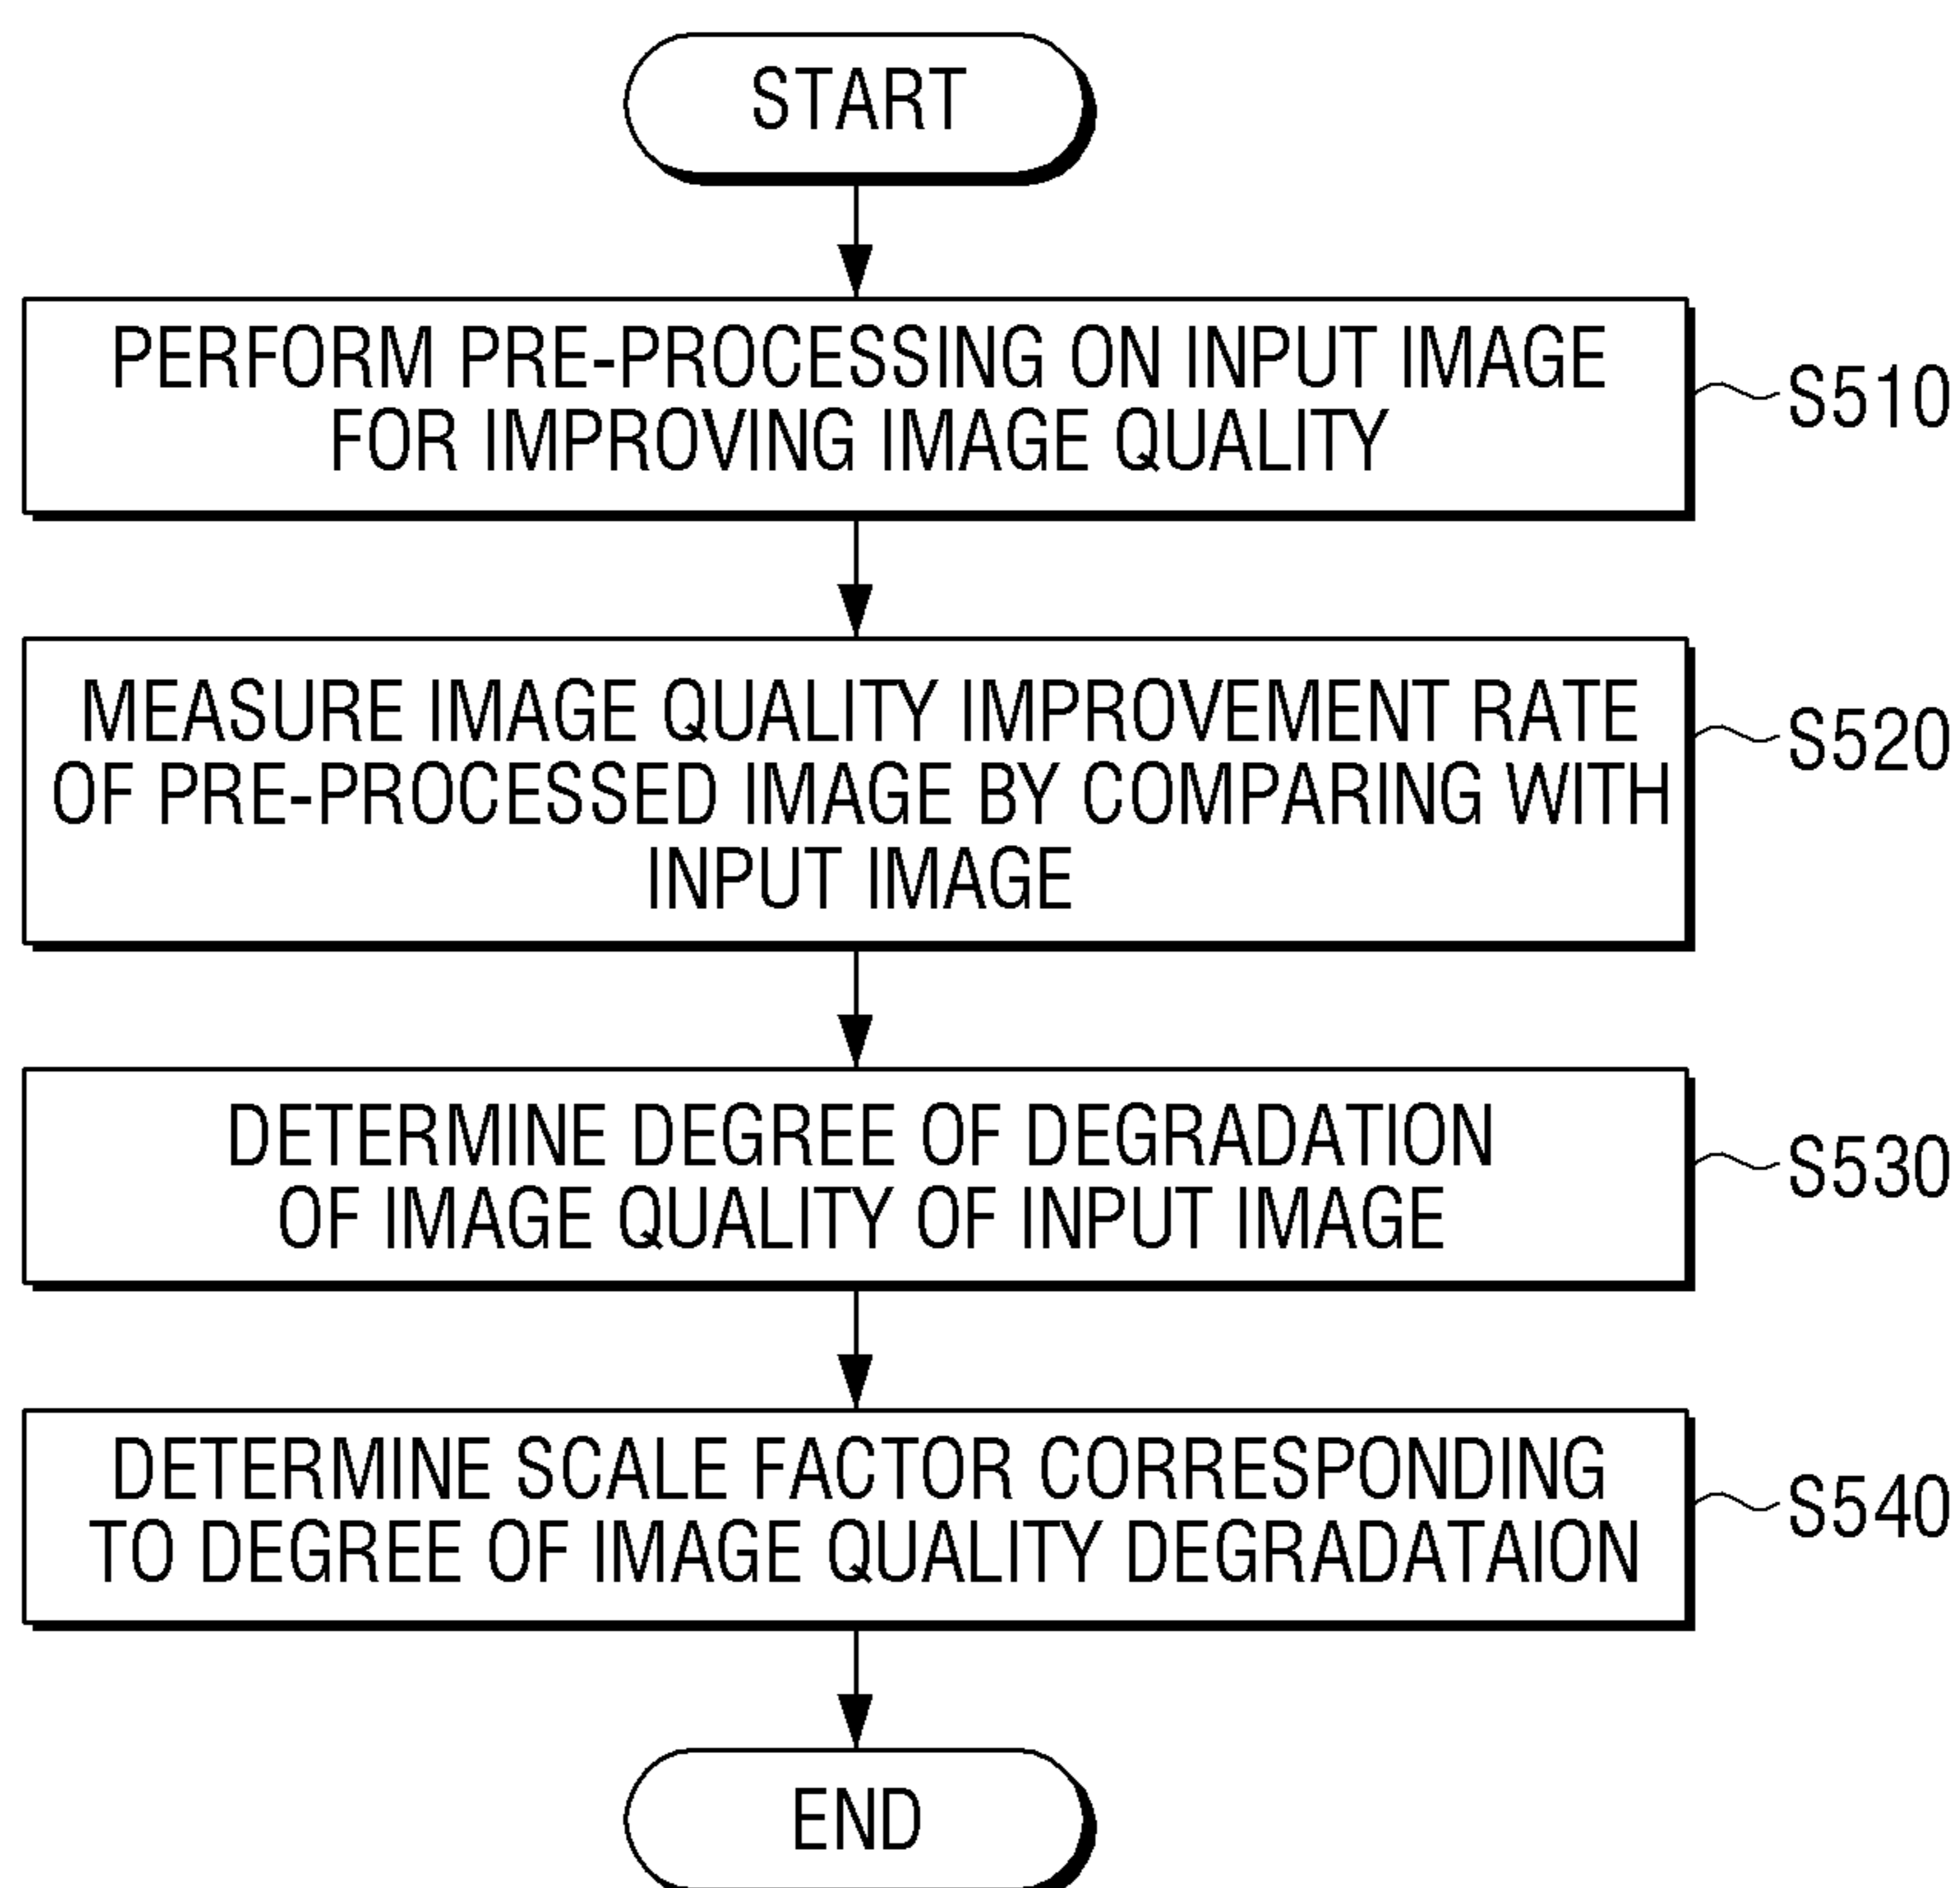 START
PERFORM PRE-PROCESSING ON INPUT IMAGE
FOR IMPROVING IMAGE QUALITY
S510
MEASURE IMAGE QUALITY IMPROVEMENT RATE
OF PRE-PROCESSED IMAGE BY COMPARING WITH
INPUT IMAGE
S520
DETERMINE DEGREE OF DEGRADATION
OF IMAGE QUALITY OF INPUT IMAGE
S530
DETERMINE SCALE FACTOR CORRESPONDING
TO DEGREE OF IMAGE QUALITY DEGRADATAION
S540
END